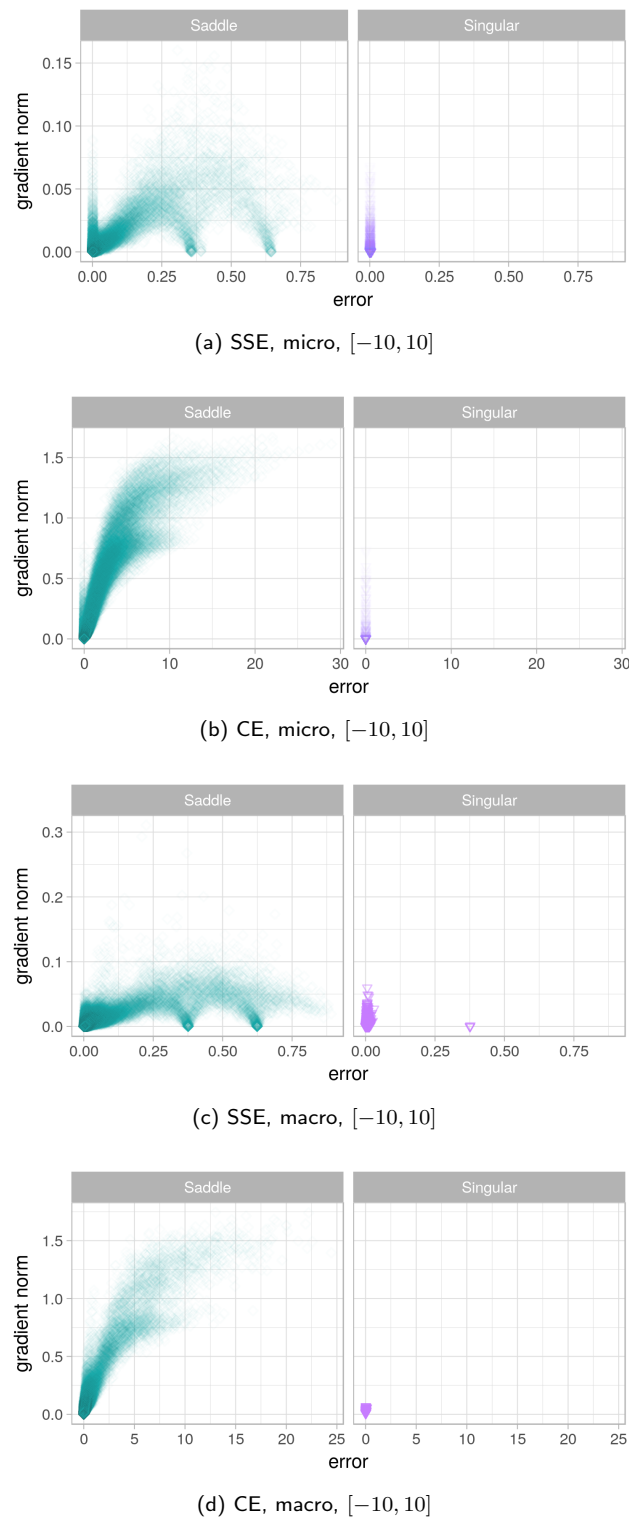 Saddle Singular
0.15
0.10
0.05
0.00
gradient norm
0.00 0.25 0.50 0.75 0.00 0.25 0.50 0.75
error
(a) SSE, micro, [−10, 10]
Saddle Singular
1.5
1.0
0.5
0.0
gradient norm
0 10 20 30 0 10 20 30
error
(b) CE, micro, [−10, 10]
Saddle Singular
0.3
0.2
0.1
0.0
gradient norm
0.00 0.25 0.50 0.75 0.00 0.25 0.50 0.75
error
(c) SSE, macro, [−10, 10]
Saddle Singular
1.5
1.0
0.5
0.0
gradient norm
0 5 10 15 20 25 0 5 10 15 20 25
error
(d) CE, macro, [−10, 10]